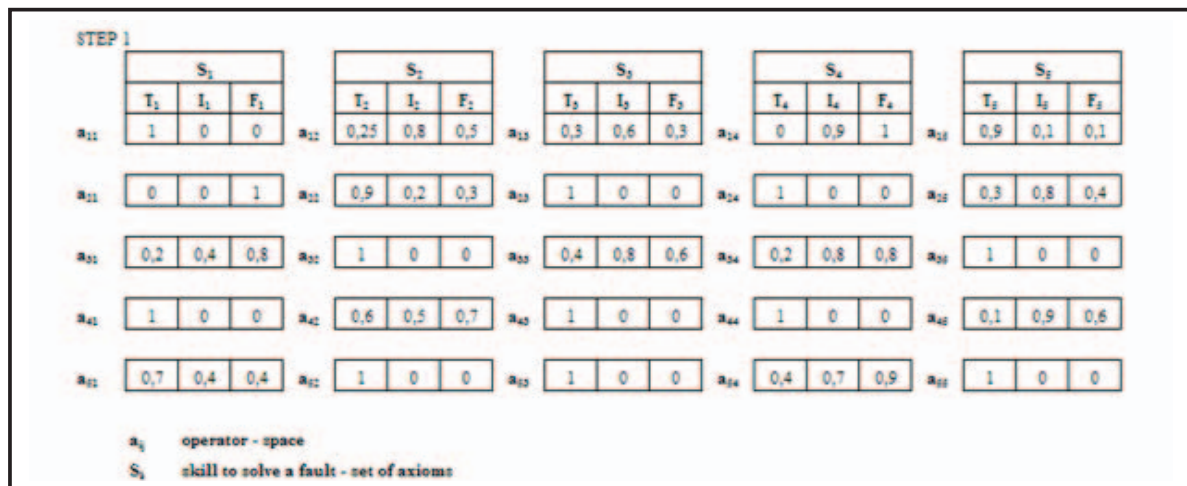 STEP 1
S₁ S₂ S₃ S₄ S₅
T₁ I₁ F₁ T₂ I₂ F₂ T₃ I₃ F₃ T₄ I₄ F₄ T₅ I₅ F₅
a₁₁ 1 0 0 a₁₂ 0,25 0,8 0,5 a₁₃ 0,3 0,6 0,3 a₁₄ 0 0,9 1 a₁₅ 0,9 0,1 0,1
a₂₁ 0 0 1 a₂₂ 0,9 0,2 0,3 a₂₃ 1 0 0 a₂₄ 1 0 0 a₂₅ 0,3 0,8 0,4
a₃₁ 0,2 0,4 0,8 a₃₂ 1 0 0 a₃₃ 0,4 0,8 0,6 a₃₄ 0,2 0,8 0,8 a₃₅ 1 0 0
a₄₁ 1 0 0 a₄₂ 0,6 0,5 0,7 a₄₃ 1 0 0 a₄₄ 1 0 0 a₄₅ 0,1 0,9 0,6
a₅₁ 0,7 0,4 0,4 a₅₂ 1 0 0 a₅₃ 1 0 0 a₅₄ 0,4 0,7 0,9 a₅₅ 1 0 0
aᵢⱼ operator - space
skill to solve a fault - set of axioms